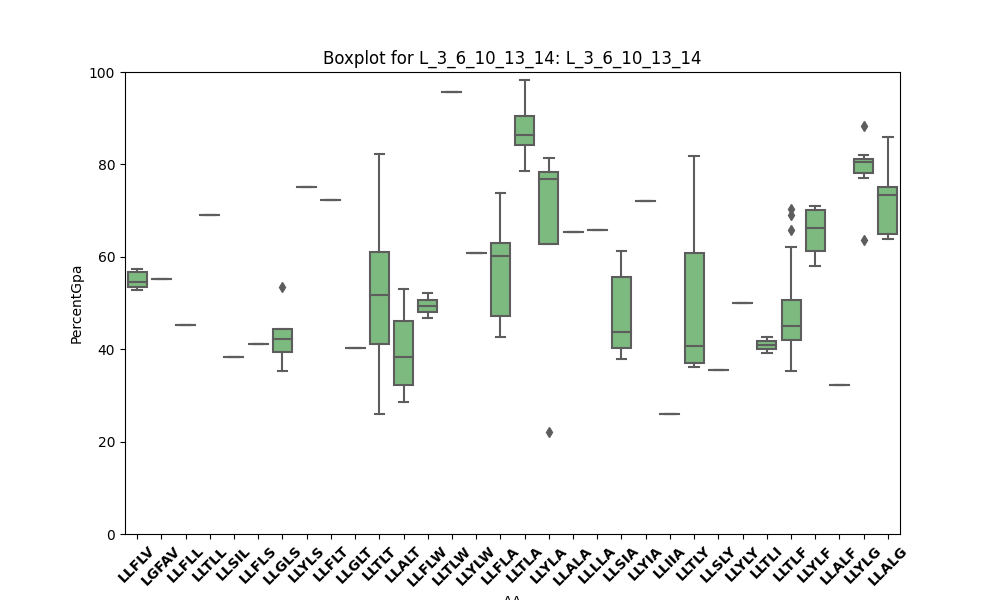 Boxplot for L_3_6_10_13_14: L_3_6_10_13_14
PercentGpa
100
80
60
40
20
0
LLFLV
LGFAV
LLFLL
LLTLL
LLSIL
LLFLS
LLGLS
LLYLS
LLFLT
LLGLT
LLTLT
LLALT
LLFLW
LLTLW
LLYLW
LLFLA
LLTLA
LLYLA
LLALA
LLLLA
LLSIA
LLYIA
LLIIA
LLTLY
LLSLY
LLYLY
LLTLI
LLTLF
LLYLF
LLALF
LLYLG
LLALG
AA